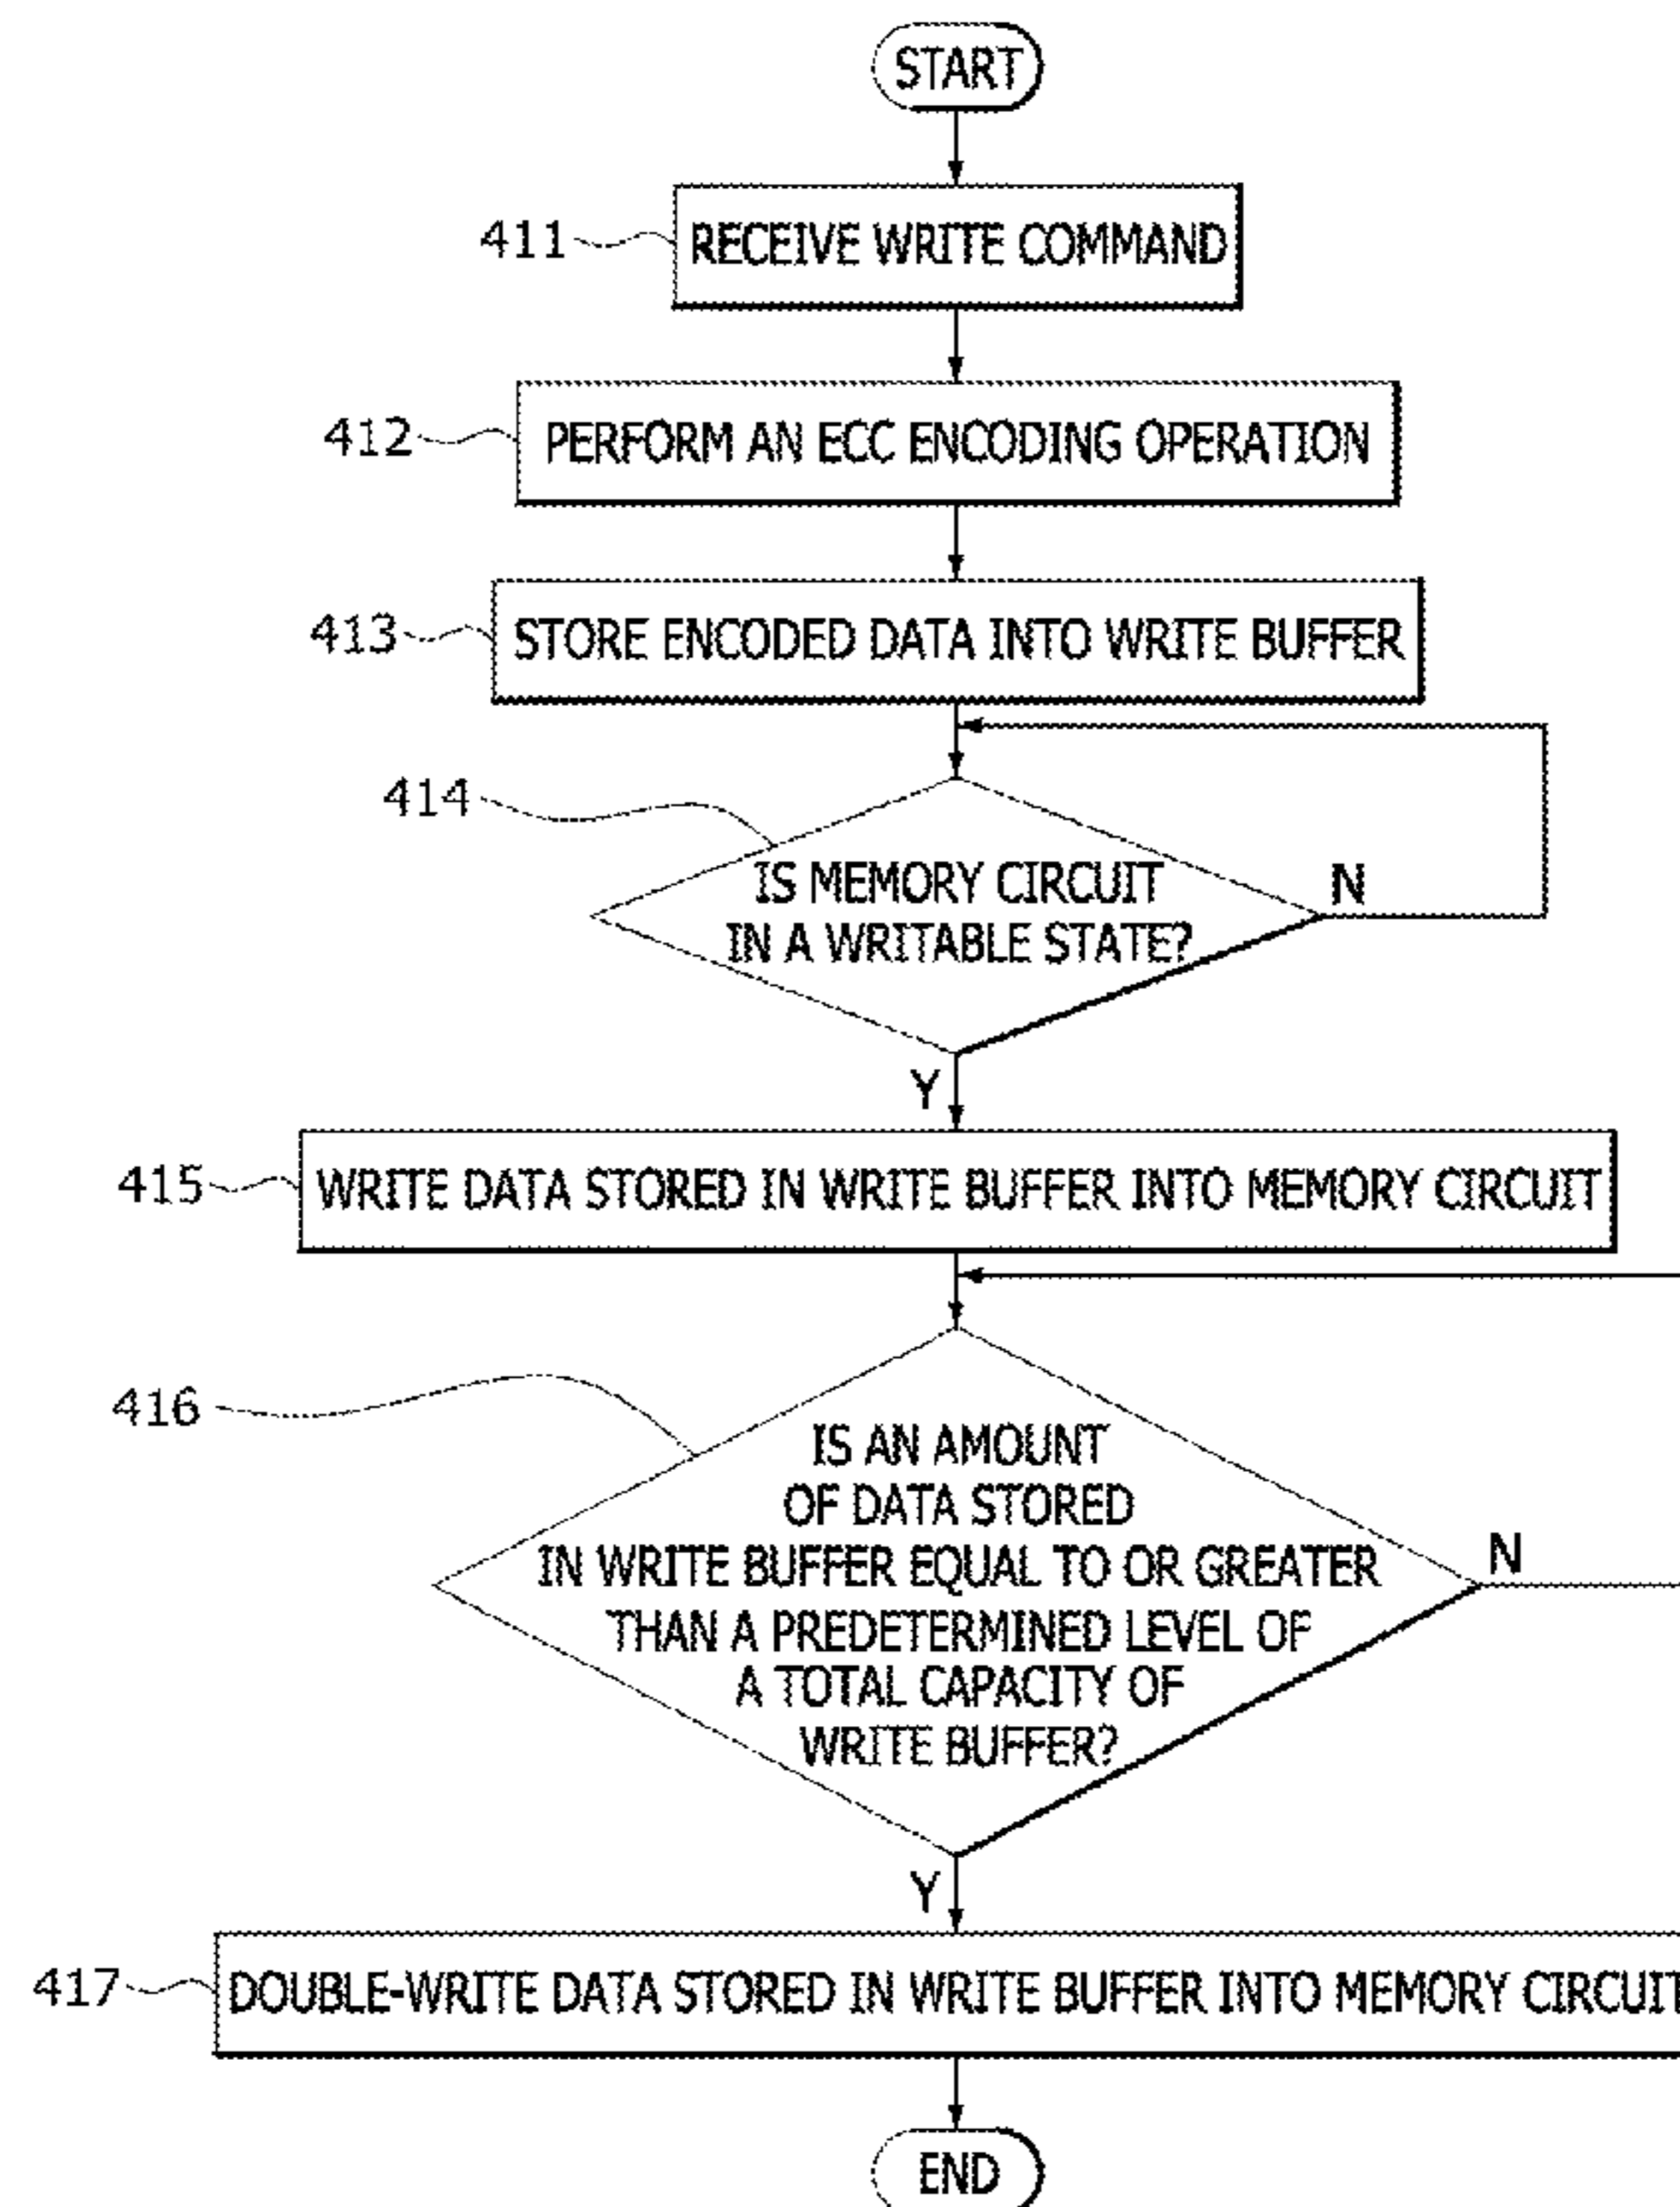 START
411
RECEIVE WRITE COMMAND
412
PERFORM AN ECC ENCODING OPERATION
413
STORE ENCODED DATA INTO WRITE BUFFER
414
IS MEMORY CIRCUIT
IN A WRITABLE STATE?
N
Y
415
WRITE DATA STORED IN WRITE BUFFER INTO MEMORY CIRCUIT
416
IS AN AMOUNT
OF DATA STORED
IN WRITE BUFFER EQUAL TO OR GREATER
THAN A PREDETERMINED LEVEL OF
A TOTAL CAPACITY OF
WRITE BUFFER?
N
Y
417
DOUBLE-WRITE DATA STORED IN WRITE BUFFER INTO MEMORY CIRCUIT
END